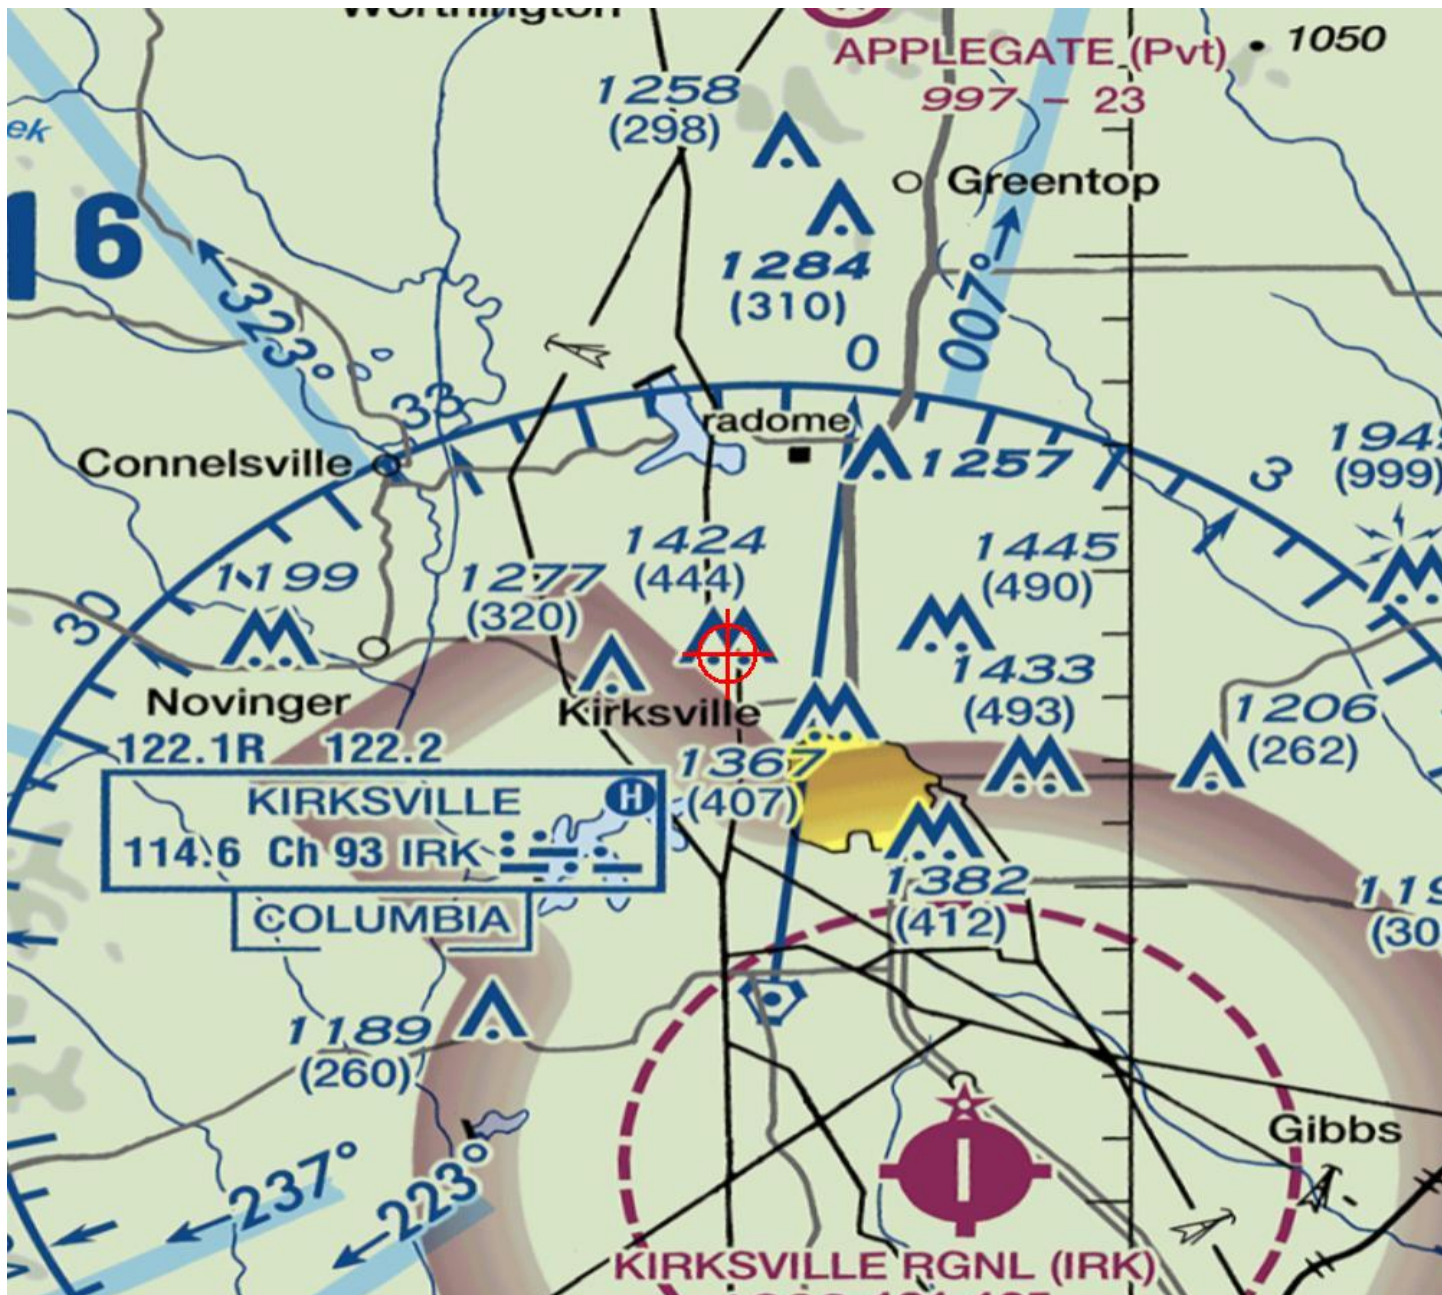 Worthington
APPLEGATE (Pvt)
997 - 23
1050
1258
(298)
ek
16
Greentop
1284
(310)
323°
007°
0
33
radome
Connelsville
1257
3
(999)
1424
(444)
1445
(490)
1199
1277
(320)
30
1433
(493)
Novinger
Kirksville
1206
(262)
122.1R 122.2
1367
(407)
KIRKSVILLE H
114.6 Ch 93 IRK
1382
(412)
COLUMBIA
1189
(260)
Gibbs
237°
223°
KIRKSVILLE RGNL (IRK)